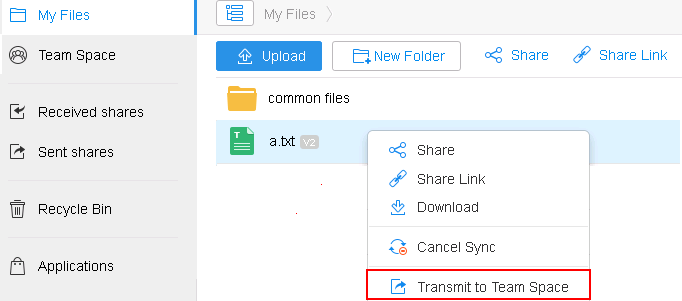 My Files
Team Space
Received shares
Sent shares
Recycle Bin
Applications
My Files
Upload
New Folder
Share
Share Link
common files
T
a.txt V2
Share
Share Link
Download
Cancel Sync
Transmit to Team Space